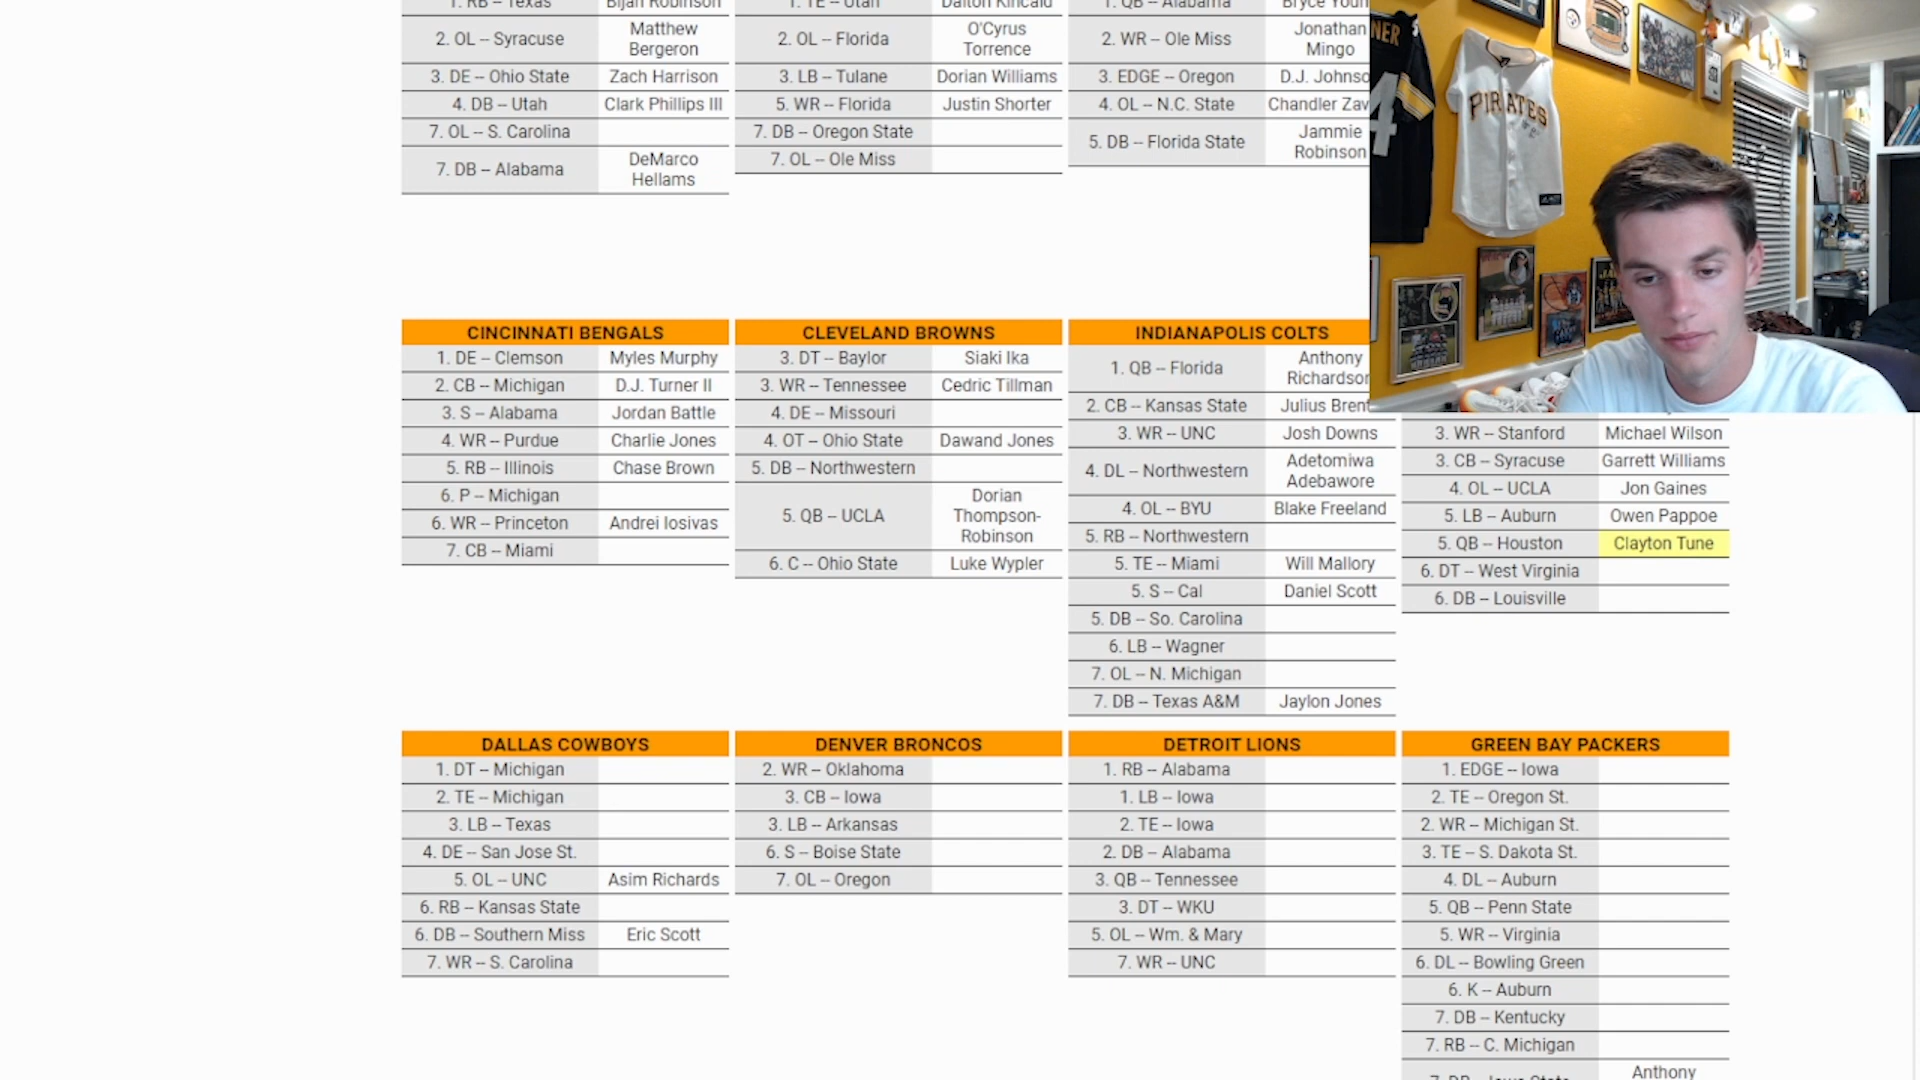 1. RB -- Texas Bijan Robinson
2. OL -- Syracuse Matthew Bergeron
3. DE -- Ohio State Zach Harrison
4. DB -- Utah Clark Phillips III
7. OL -- S. Carolina
7. DB -- Alabama DeMarco Hellams
1. TE -- Utah Dalton Kincaid
2. OL -- Florida O'Cyrus Torrence
3. LB -- Tulane Dorian Williams
5. WR -- Florida Justin Shorter
7. DB -- Oregon State
7. OL -- Ole Miss
1. QB -- Alabama Bryce Youn
2. WR -- Ole Miss Jonathan Mingo
3. EDGE -- Oregon D.J. Johnso
4. OL -- N.C. State Chandler Zav
5. DB -- Florida State Jammie Robinson
NER
4
PIRATES
CINCINNATI BENGALS
1. DE -- Clemson Myles Murphy
2. CB -- Michigan D.J. Turner II
3. S -- Alabama Jordan Battle
4. WR -- Purdue Charlie Jones
5. RB -- Illinois Chase Brown
6. P -- Michigan
6. WR -- Princeton Andrei Iosivas
7. CB -- Miami
CLEVELAND BROWNS
3. DT -- Baylor Siaki Ika
3. WR -- Tennessee Cedric Tillman
4. DE -- Missouri
4. OT -- Ohio State Dawand Jones
5. DB -- Northwestern
5. QB -- UCLA Dorian Thompson-Robinson
6. C -- Ohio State Luke Wypler
INDIANAPOLIS COLTS
1. QB -- Florida Anthony Richardson
2. CB -- Kansas State Julius Brent
3. WR -- UNC Josh Downs
4. DL -- Northwestern Adetomiwa Adebawore
4. OL -- BYU Blake Freeland
5. RB -- Northwestern
5. TE -- Miami Will Mallory
5. S -- Cal Daniel Scott
5. DB -- So. Carolina
6. LB -- Wagner
7. OL -- N. Michigan
7. DB -- Texas A&M Jaylon Jones
3. WR -- Stanford Michael Wilson
3. CB -- Syracuse Garrett Williams
4. OL -- UCLA Jon Gaines
5. LB -- Auburn Owen Pappoe
5. QB -- Houston Clayton Tune
6. DT -- West Virginia
6. DB -- Louisville
DALLAS COWBOYS
1. DT -- Michigan
2. TE -- Michigan
3. LB -- Texas
4. DE -- San Jose St.
5. OL -- UNC Asim Richards
6. RB -- Kansas State
6. DB -- Southern Miss Eric Scott
7. WR -- S. Carolina
DENVER BRONCOS
2. WR -- Oklahoma
3. CB -- Iowa
3. LB -- Arkansas
6. S -- Boise State
7. OL -- Oregon
DETROIT LIONS
1. RB -- Alabama
1. LB -- Iowa
2. TE -- Iowa
2. DB -- Alabama
3. QB -- Tennessee
3. DT -- WKU
5. OL -- Wm. & Mary
7. WR -- UNC
GREEN BAY PACKERS
1. EDGE -- Iowa
2. TE -- Oregon St.
2. WR -- Michigan St.
3. TE -- S. Dakota St.
4. DL -- Auburn
5. QB -- Penn State
5. WR -- Virginia
6. DL -- Bowling Green
6. K -- Auburn
7. DB -- Kentucky
7. RB -- C. Michigan
7. DB -- Iowa State Anthony